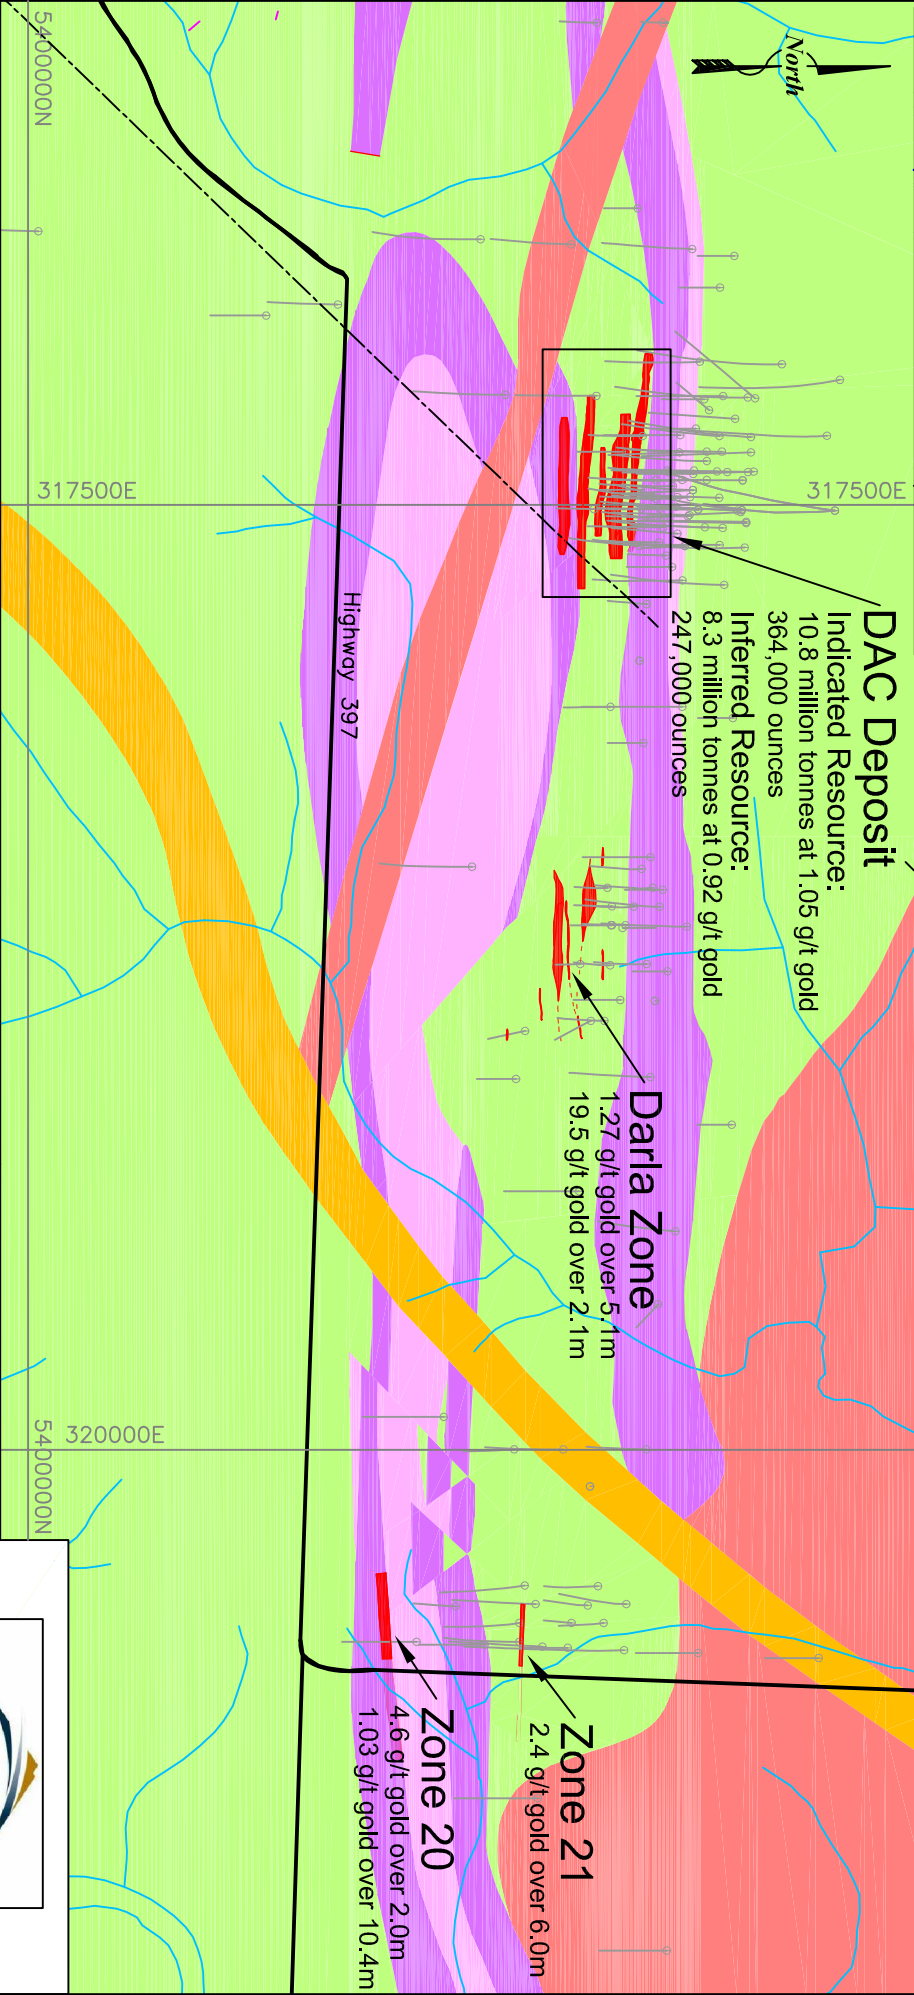 North
DAC Deposit
Indicated Resource:
10.8 million tonnes at 1.05 g/t gold
364,000 ounces
Inferred Resource:
8.3 million tonnes at 0.92 g/t gold
247,000 ounces
Darla Zone
1.27 g/t gold over 5.1m
19.5 g/t gold over 2.1m
Zone 21
2.4 g/t gold over 6.0m
Zone 20
4.6 g/t gold over 2.0m
1.03 g/t gold over 10.4m
Highway 397
317500E
317500E
320000E
5400000N
5400000N